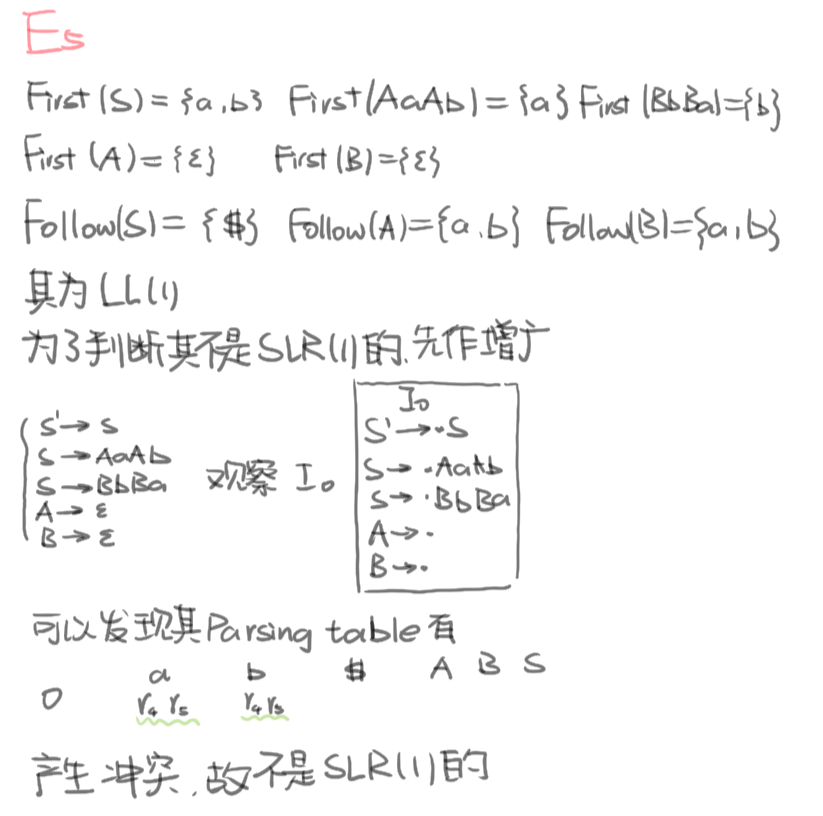 E5
First(S)={a,b} First(AaAb)={a} First(BbBa)={b}
First(A)={ε} First(B)={ε}
Follow(S)={$} Follow(A)={a,b} Follow(B)={a,b}
其为LL(1)
为了判断其不是SLR(1)的,先作增广
S'→S
S→AaAb
S→BbBa
A→ε
B→ε
观察 I₀
I₀
S'→·S
S→·AaAb
S→·BbBa
A→·
B→·
可以发现其Parsing table有
a b $ A B S
0 r₄ r₅ r₄ r₅
产生冲突,故不是SLR(1)的